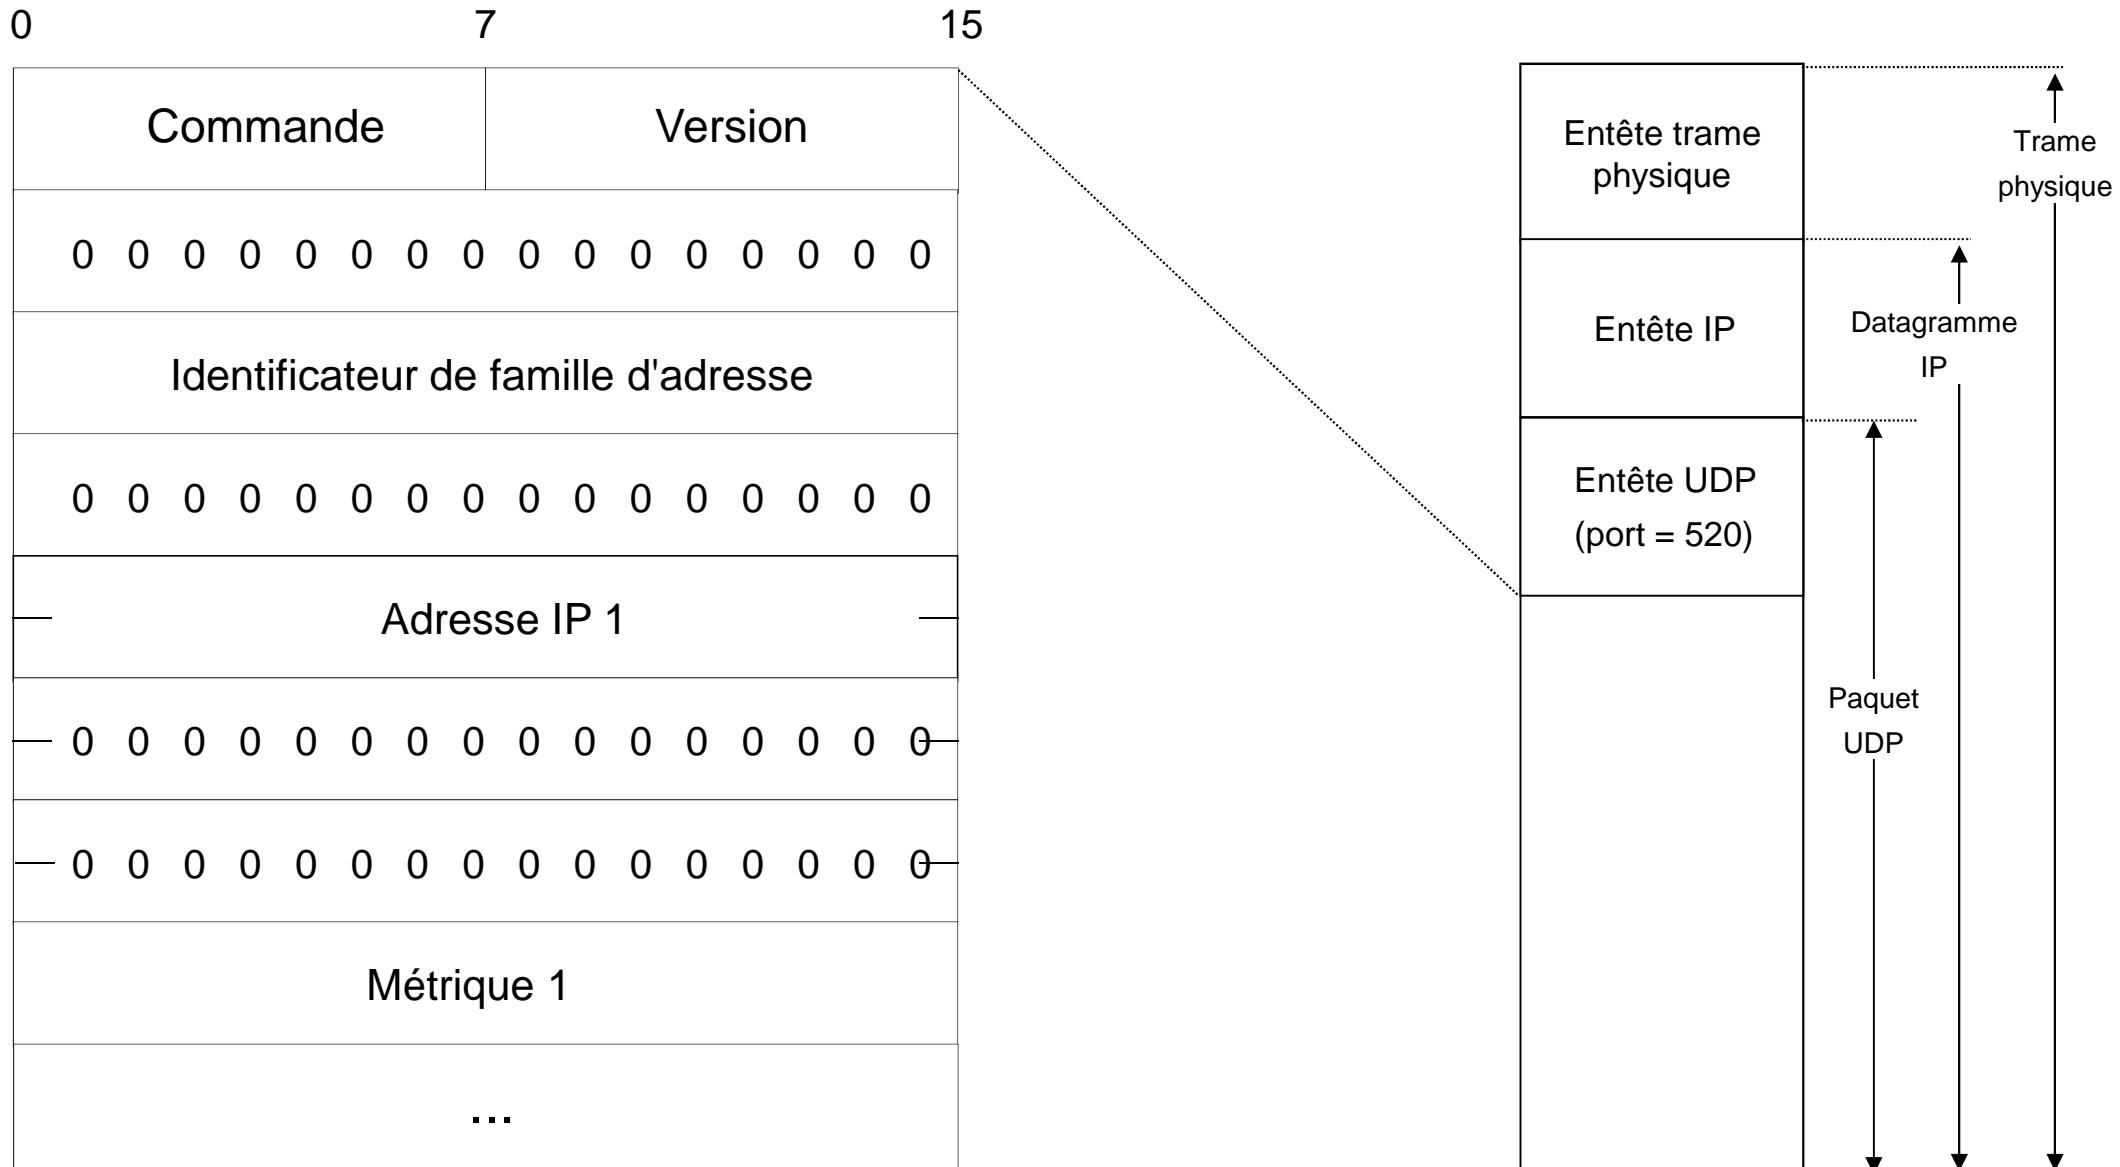 0 7 15
Commande Version
0 0 0 0 0 0 0 0 0 0 0 0 0 0 0 0
Identificateur de famille d'adresse
0 0 0 0 0 0 0 0 0 0 0 0 0 0 0 0
Adresse IP 1
0 0 0 0 0 0 0 0 0 0 0 0 0 0 0 0
0 0 0 0 0 0 0 0 0 0 0 0 0 0 0 0
Métrique 1
...
Entête trame
physique
Entête IP
Entête UDP
(port = 520)
Paquet
UDP
Datagramme
IP
Trame
physique